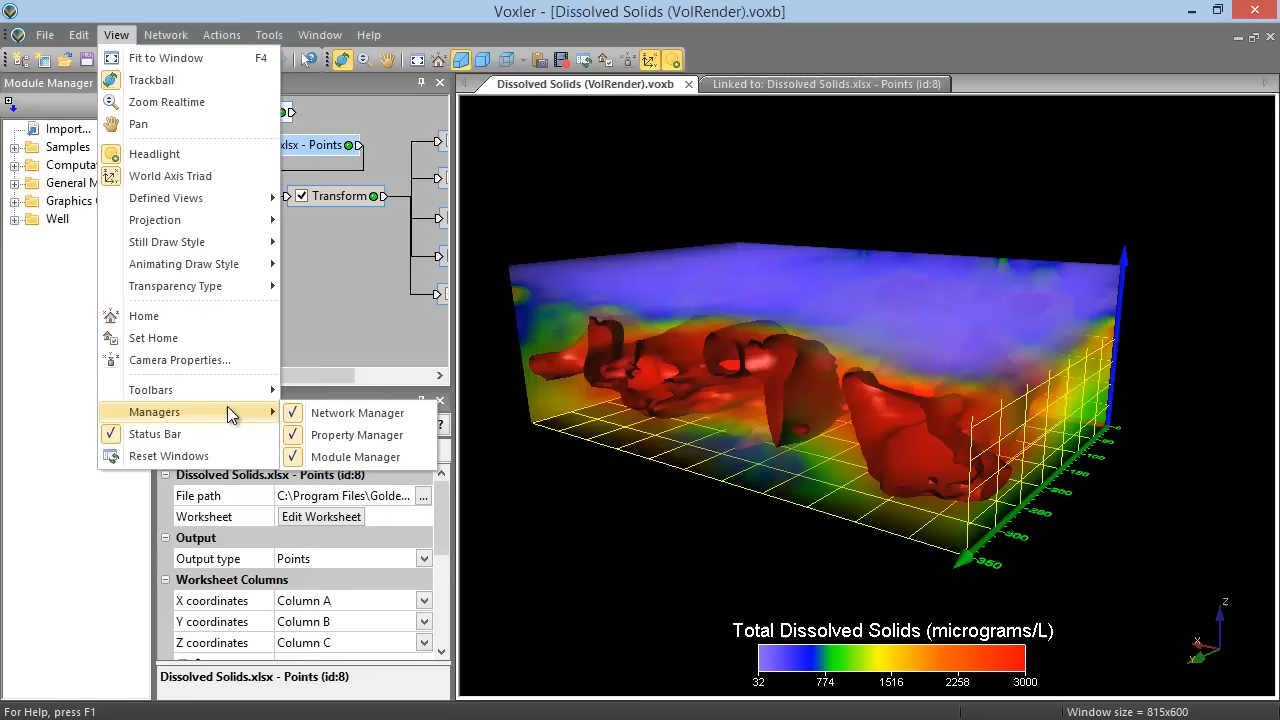 Voxler - [Dissolved Solids (VolRender).voxb]
File Edit View Network Actions Tools Window Help
Module Manager
Import...
Samples
Computa
General M
Graphics
Well
Fit to Window F4
Trackball
Zoom Realtime
Pan
Headlight
World Axis Triad
Defined Views
Projection
Still Draw Style
Animating Draw Style
Transparency Type
Home
Set Home
Camera Properties...
Toolbars
Managers
Status Bar
Reset Windows
Network Manager
Property Manager
Module Manager
xlsx - Points
Transform
Dissolved Solids.xlsx - Points (id:8)
File path C:\Program Files\Golde... ...
Worksheet Edit Worksheet
Output
Output type Points
Worksheet Columns
X coordinates Column A
Y coordinates Column B
Z coordinates Column C
Dissolved Solids.xlsx - Points (id:8)
Dissolved Solids (VolRender).voxb
Linked to: Dissolved Solids.xlsx - Points (id:8)
50
100
150
200
250
300
350
Total Dissolved Solids (micrograms/L)
32 774 1516 2258 3000
Z
X
Y
For Help, press F1
Window size = 815x600